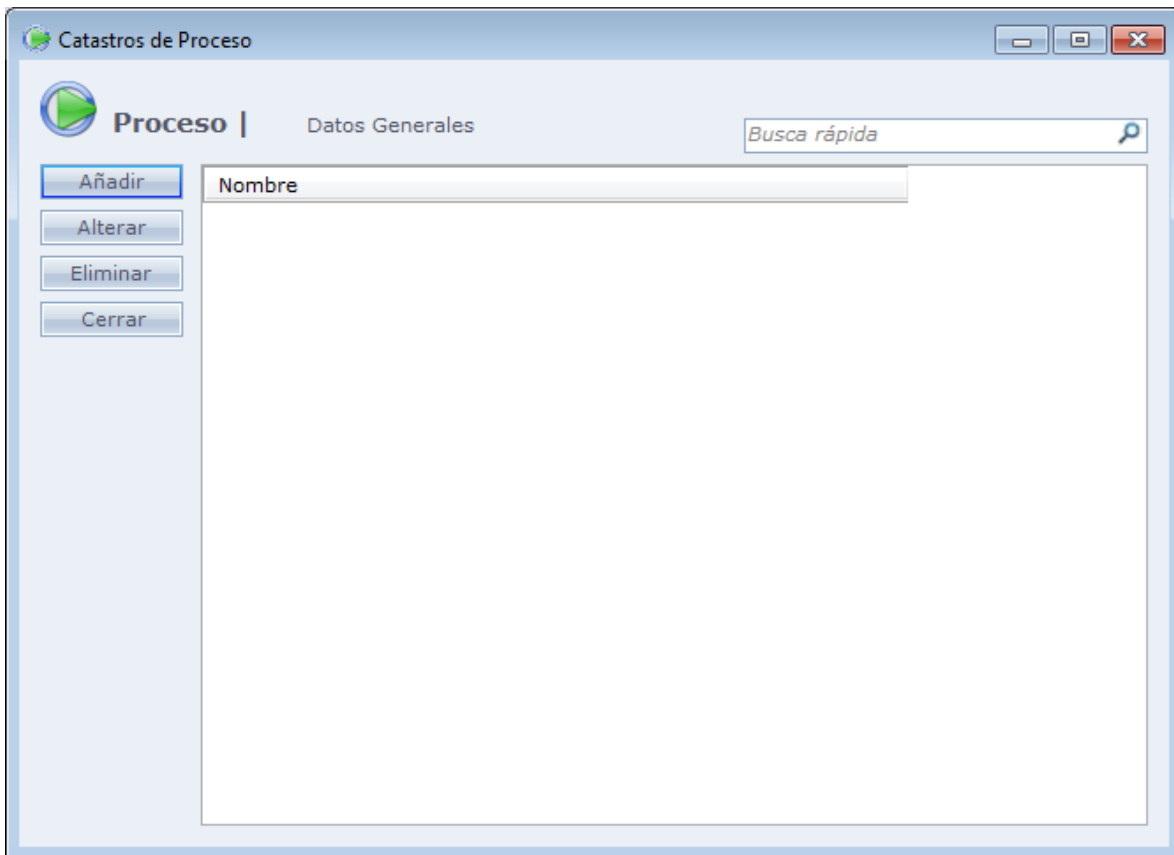 Catastros de Proceso
Proceso | Datos Generales
Busca rápida
Añadir
Nombre
Alterar
Eliminar
Cerrar